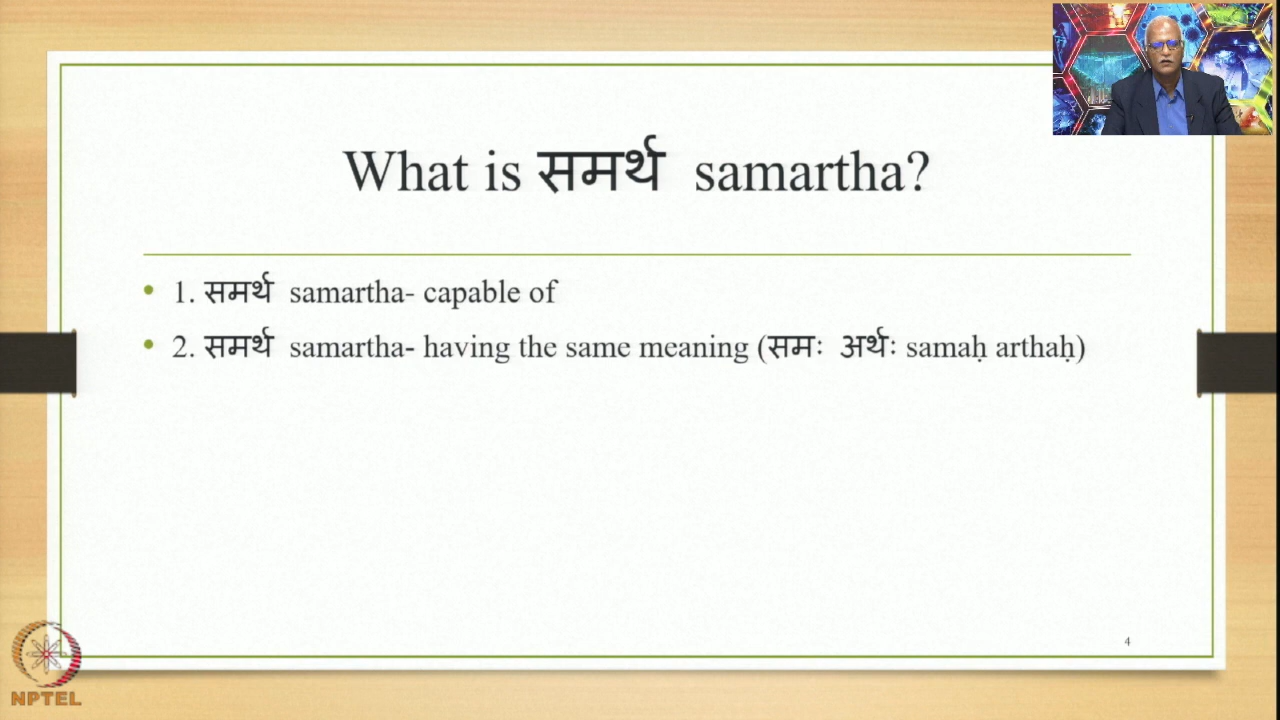 What is समर्थ samartha?
• 1. समर्थ samartha- capable of
• 2. समर्थ samartha- having the same meaning (समः अर्थः samaḥ arthaḥ)
4
NPTEL